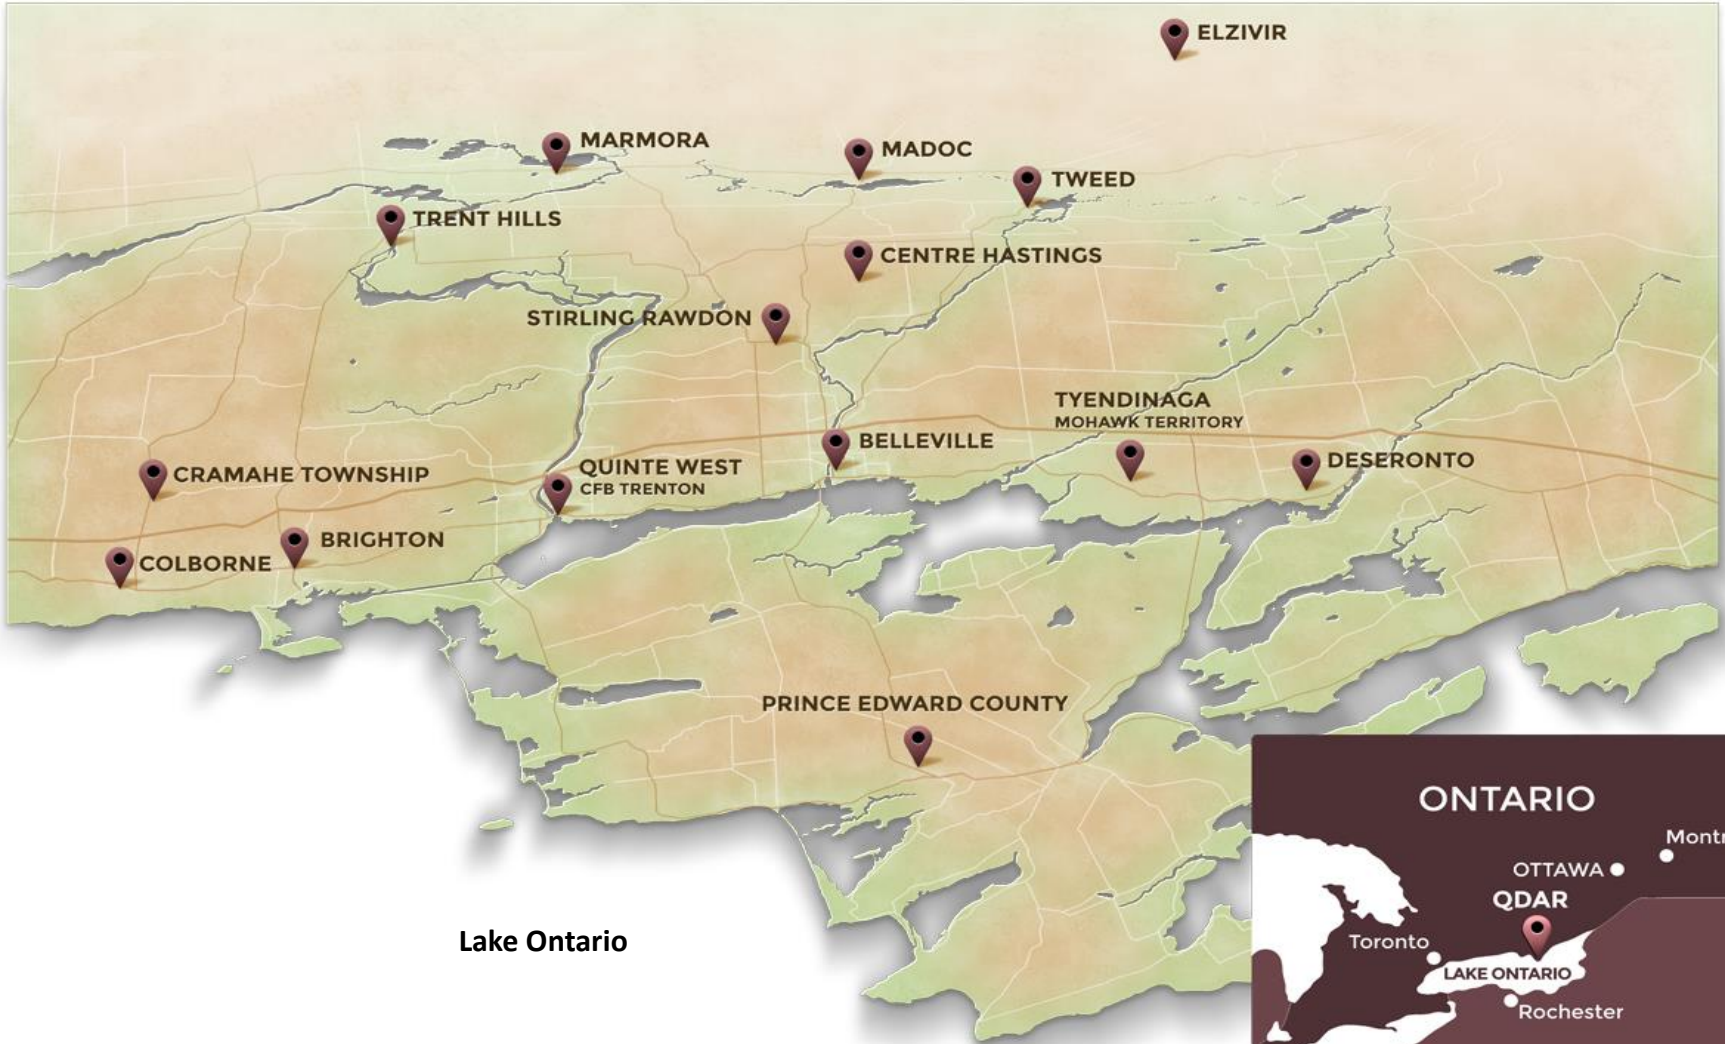 ELZIVIR
MARMORA
MADOC
TWEED
TRENT HILLS
CENTRE HASTINGS
STIRLING RAWDON
TYENDINAGA
MOHAWK TERRITORY
BELLEVILLE
DESERONTO
QUINTE WEST
CFB TRENTON
CRAMAHE TOWNSHIP
BRIGHTON
COLBORNE
PRINCE EDWARD COUNTY
Lake Ontario
ONTARIO
Montr
OTTAWA
QDAR
Toronto
LAKE ONTARIO
Rochester